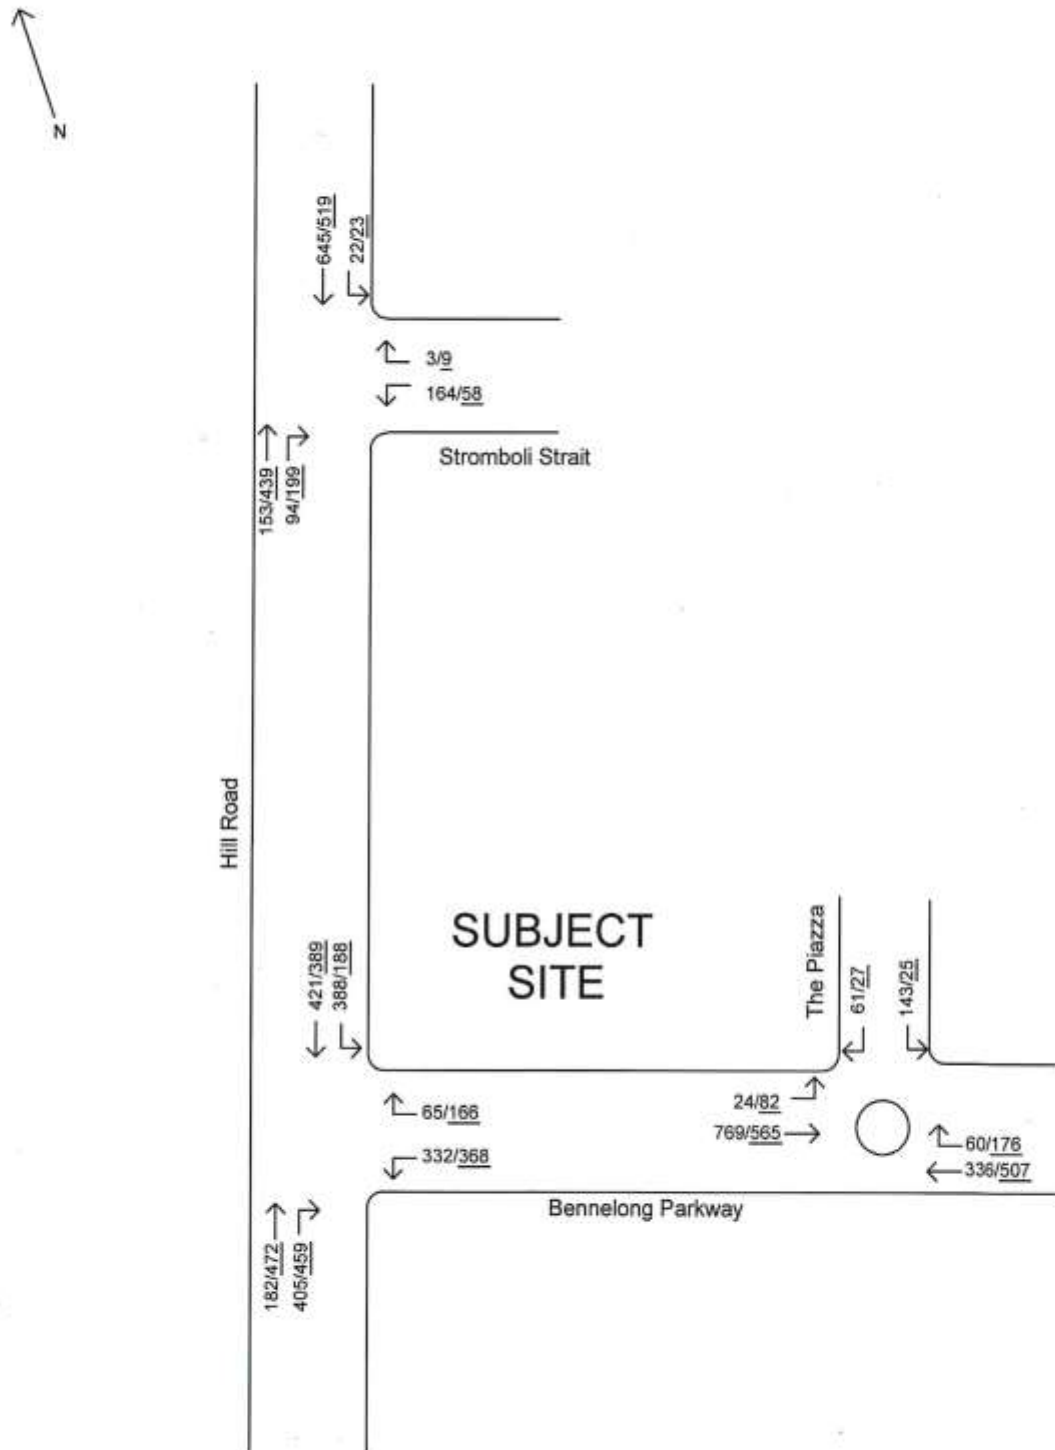 N
645/519
22/23
3/9
164/58
Stromboli Strait
153/439
94/199
Hill Road
SUBJECT
SITE
The Piazza
421/389
388/188
61/27
143/25
65/166
24/82
769/565
332/368
60/176
336/507
Bennelong Parkway
182/472
405/459